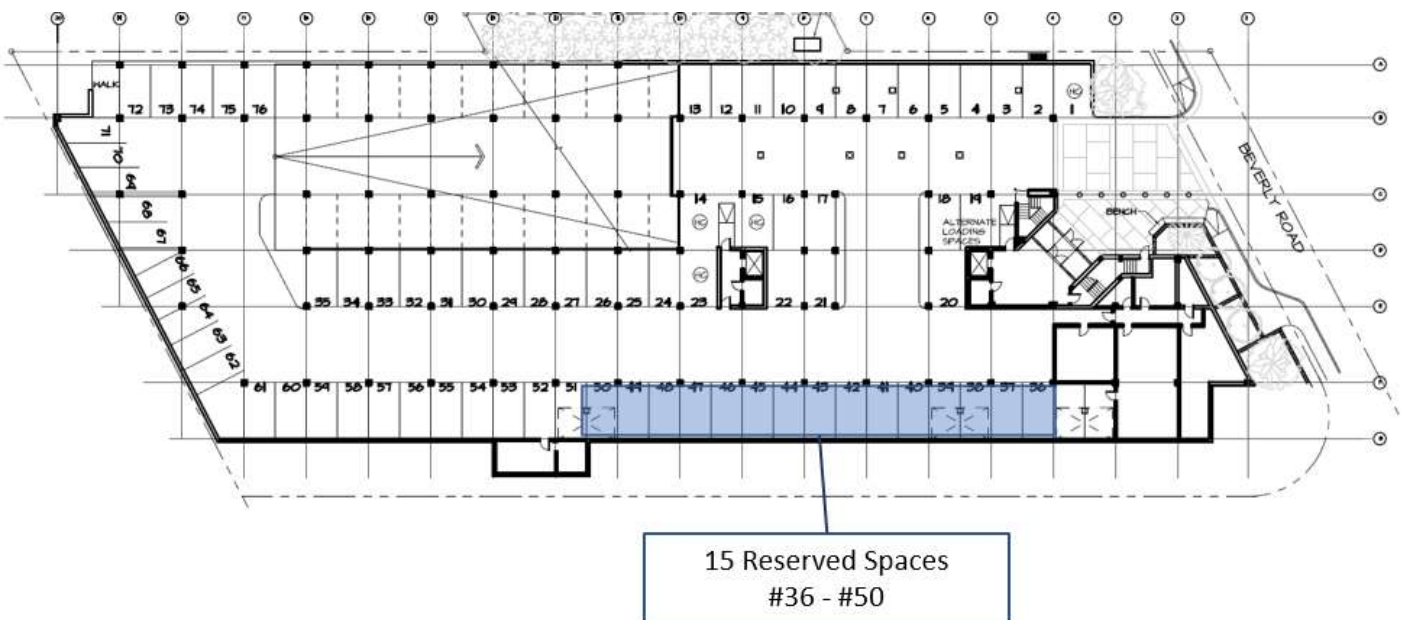 HC
WALK
72 73 74 75 76
13 12 11 10 9 8 7 6 5 4 3 2 1
71
70
69
68
67
66
65
64
63
62
14 15 16 17 18 19
HC HC
ALTERNATE
LOADING
SPACES
BENCH
BEVERLY ROAD
HC
35 34 33 32 31 30 29 28 27 26 25 24 23 22 21 20
61 60 59 58 57 56 55 54 53 52 51 50 49 48 47 46 45 44 43 42 41 40 39 38 37 36
15 Reserved Spaces
#36 - #50